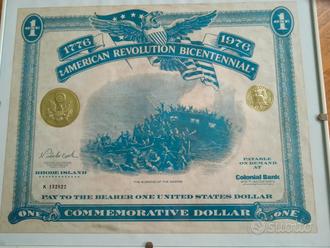 1 1
1776 1976
AMERICAN REVOLUTION BICENTENNIAL
RHODE ISLAND
THE BURNING OF THE GASPEE
PAYABLE
ON DEMAND
AT
Colonial Bank
PAY TO THE BEARER ONE UNITED STATES DOLLAR
ONE COMMEMORATIVE DOLLAR ONE
subito